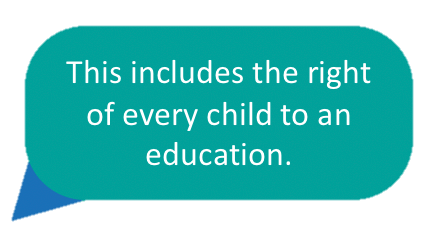 This includes the right
of every child to an
education.